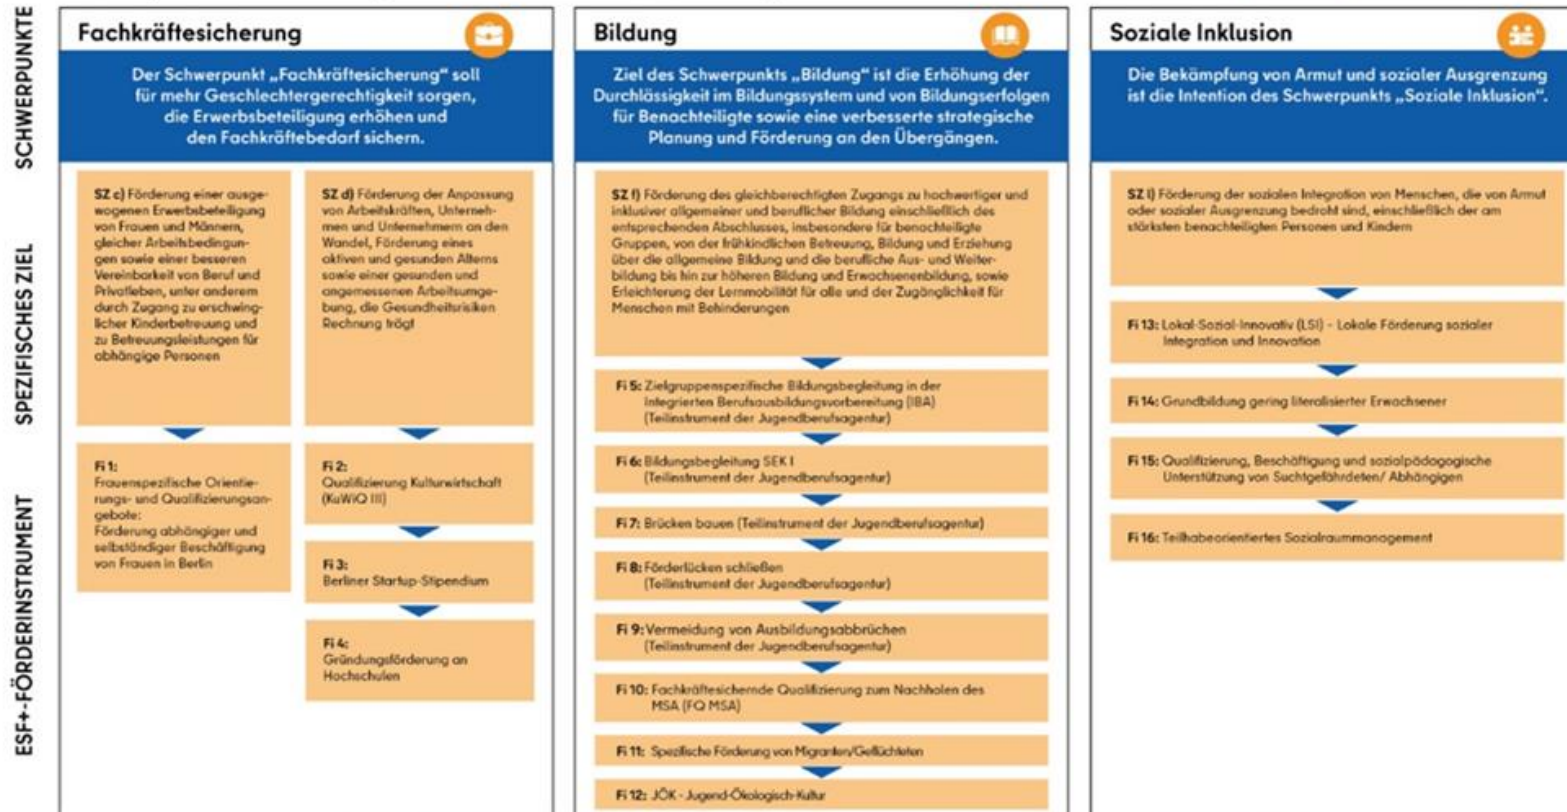 SCHWERPUNKTE
Fachkräftesicherung
Der Schwerpunkt „Fachkräftesicherung" soll
für mehr Geschlechtergerechtigkeit sorgen,
die Erwerbsbeteiligung erhöhen und
den Fachkräftebedarf sichern.
Bildung
Ziel des Schwerpunkts „Bildung" ist die Erhöhung der
Durchlässigkeit im Bildungssystem und von Bildungserfolgen
für Benachteiligte sowie eine verbesserte strategische
Planung und Förderung an den Übergängen.
Soziale Inklusion
Die Bekämpfung von Armut und sozialer Ausgrenzung
ist die Intention des Schwerpunkts „Soziale Inklusion".
SPEZIFISCHES ZIEL
SZ c) Förderung einer ausge-
wogenen Erwerbsbeteiligung
von Frauen und Männern,
gleicher Arbeitsbedingun-
gen sowie einer besseren
Vereinbarkeit von Beruf und
Privatleben, unter anderem
durch Zugang zu erschwing-
licher Kinderbetreuung und
zu Betreuungsleistungen für
abhängige Personen
SZ d) Förderung der Anpassung
von Arbeitskräften, Unterneh-
men und Unternehmern an den
Wandel, Förderung eines
aktiven und gesunden Alterns
sowie einer gesunden und
angemessenen Arbeitsumge-
bung, die Gesundheitsrisiken
Rechnung trägt
SZ f) Förderung des gleichberechtigten Zugangs zu hochwertiger und
inklusiver allgemeiner und beruflicher Bildung einschließlich des
entsprechenden Abschlusses, insbesondere für benachteiligte
Gruppen, von der frühkindlichen Betreuung, Bildung und Erziehung
über die allgemeine Bildung und die berufliche Aus- und Weiter-
bildung bis hin zur höheren Bildung und Erwachsenenbildung, sowie
Erleichterung der Lernmobilität für alle und der Zugänglichkeit für
Menschen mit Behinderungen
SZ l) Förderung der sozialen Integration von Menschen, die von Armut
oder sozialer Ausgrenzung bedroht sind, einschließlich der am
stärksten benachteiligten Personen und Kindern
ESF+-FÖRDERINSTRUMENT
Fi 1:
Frauenspezifische Orientie-
rungs- und Qualifizierungsan-
gebote:
Förderung abhängiger und
selbständiger Beschäftigung
von Frauen in Berlin
Fi 2:
Qualifizierung Kulturwirtschaft
(KuWiQ III)
Fi 3:
Berliner Startup-Stipendium
Fi 4:
Gründungsförderung an
Hochschulen
Fi 5: Zielgruppenspezifische Bildungsbegleitung in der
Integrierten Berufsausbildungsvorbereitung (IBA)
(Teilinstrument der Jugendberufsagentur)
Fi 6: Bildungsbegleitung SEK I
(Teilinstrument der Jugendberufsagentur)
Fi 7: Brücken bauen (Teilinstrument der Jugendberufsagentur)
Fi 8: Förderlücken schließen
(Teilinstrument der Jugendberufsagentur)
Fi 9: Vermeidung von Ausbildungsabbrüchen
(Teilinstrument der Jugendberufsagentur)
Fi 10: Fachkräftesichernde Qualifizierung zum Nachholen des
MSA (FQ MSA)
Fi 11: Spezifische Förderung von Migranten/Geflüchteten
Fi 12: JÖK - Jugend-Ökologisch-Kultur
Fi 13: Lokal-Sozial-Innovativ (LSI) - Lokale Förderung sozialer
Integration und Innovation
Fi 14: Grundbildung gering literalisierter Erwachsener
Fi 15: Qualifizierung, Beschäftigung und sozialpädogogische
Unterstützung von Suchtgefährdeten/ Abhängigen
Fi 16: Teilhabeorientiertes Sozialraummanagement